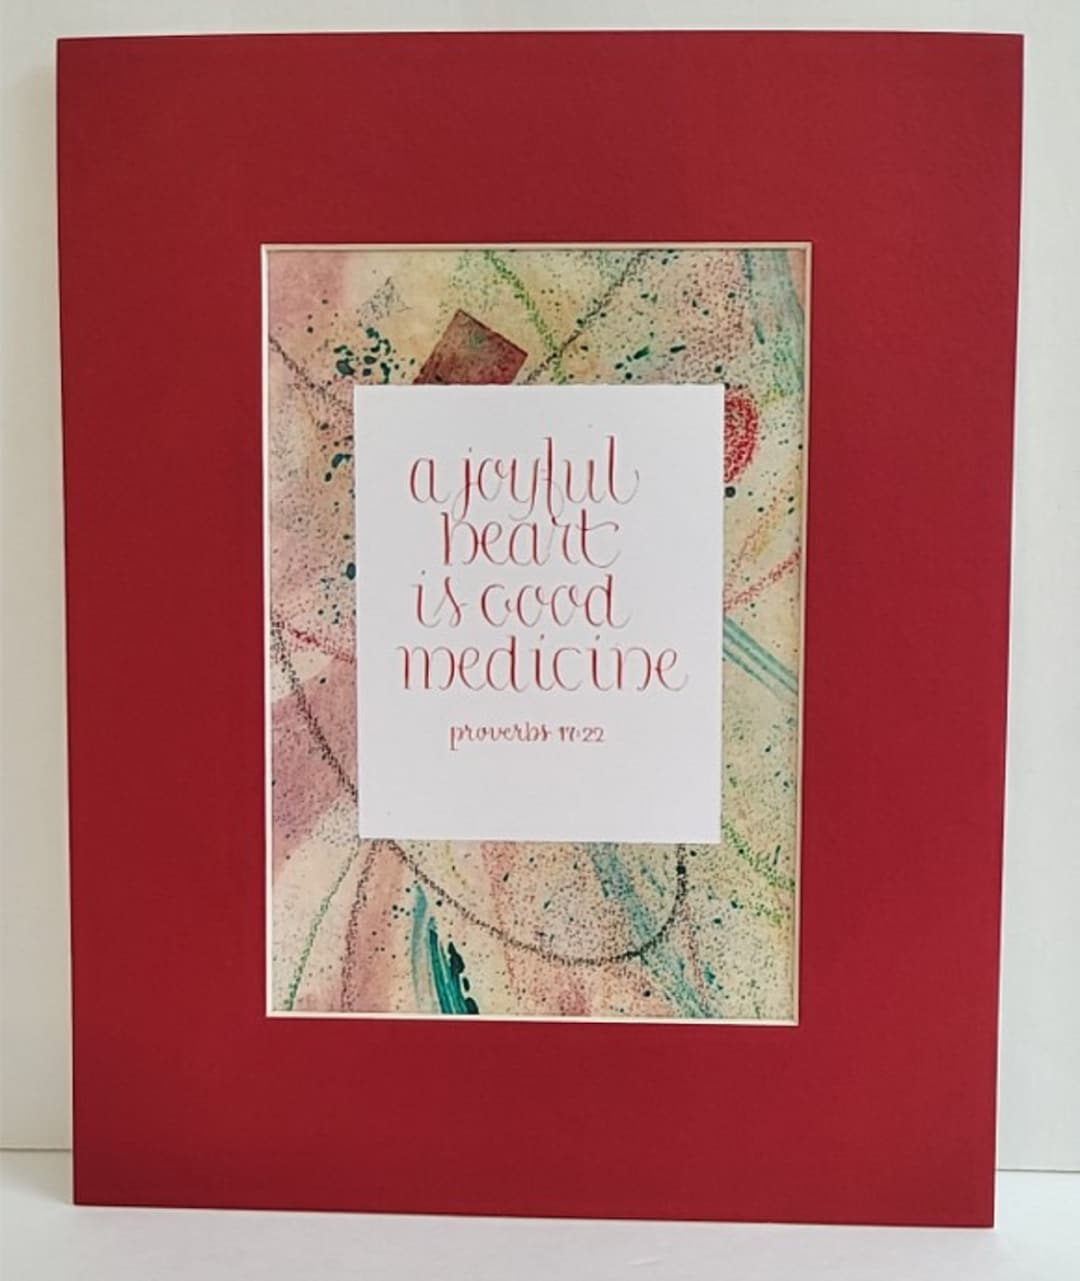 a joyful
heart
is good
medicine
proverbs 17:22